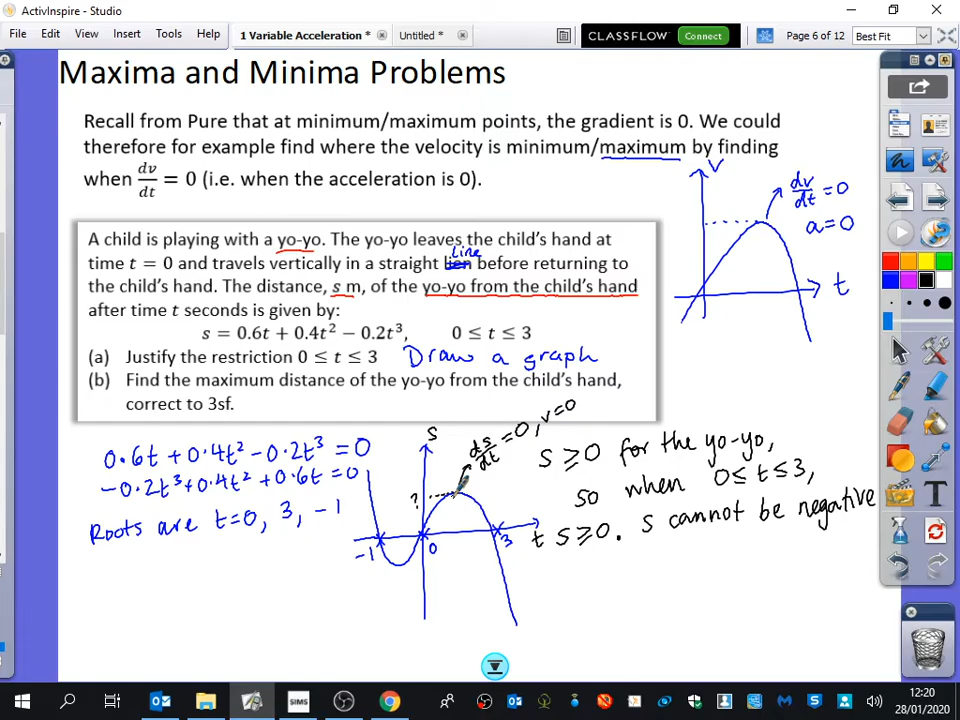 ActivInspire - Studio
File Edit View Insert Tools Help
1 Variable Acceleration *
Untitled *
CLASSFLOW Connect
Page 6 of 12
Best Fit
Maxima and Minima Problems
Recall from Pure that at minimum/maximum points, the gradient is 0. We could
therefore for example find where the velocity is minimum/maximum by finding
when dv/dt = 0 (i.e. when the acceleration is 0).
v
dv/dt = 0
a = 0
t
A child is playing with a yo-yo. The yo-yo leaves the child's hand at
time t = 0 and travels vertically in a straight line before returning to
the child's hand. The distance, s m, of the yo-yo from the child's hand
after time t seconds is given by:
s = 0.6t + 0.4t² − 0.2t³, 0 ≤ t ≤ 3
(a) Justify the restriction 0 ≤ t ≤ 3 Draw a graph
(b) Find the maximum distance of the yo-yo from the child's hand,
correct to 3sf.
0.6t + 0.4t² - 0.2t³ = 0
-0.2t³ + 0.4t² + 0.6t = 0
Roots are t=0, 3, -1
s
ds/dt = 0, v=0
?
-1 0 3 t
s ≥ 0 for the yo-yo,
so when 0 ≤ t ≤ 3,
s ≥ 0. s cannot be negative
SIMS
12:20
28/01/2020